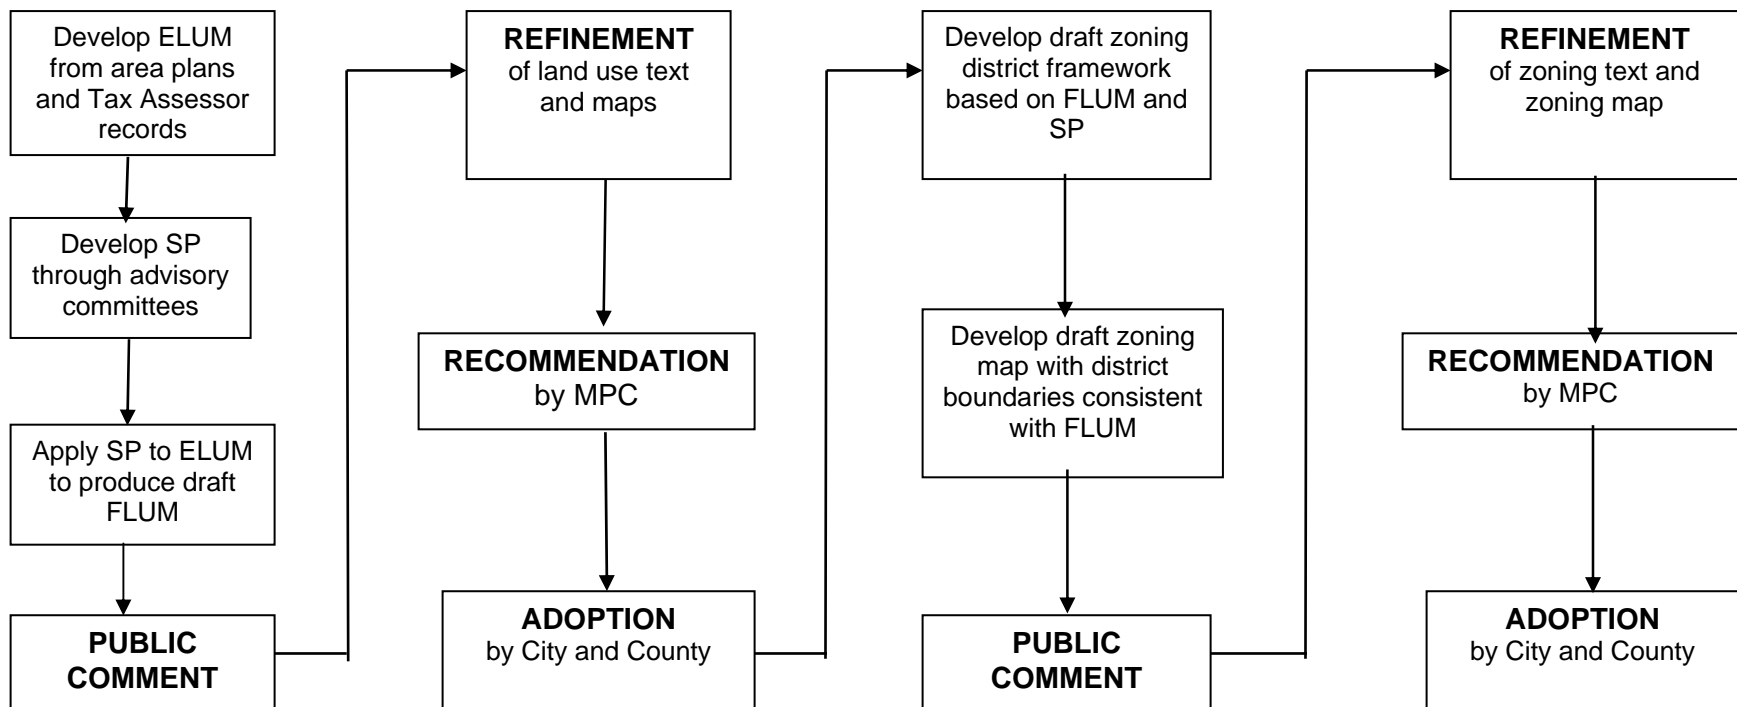 Develop ELUM
from area plans
and Tax Assessor
records
Develop SP
through advisory
committees
Apply SP to ELUM
to produce draft
FLUM
PUBLIC
COMMENT
REFINEMENT
of land use text
and maps
RECOMMENDATION
by MPC
ADOPTION
by City and County
Develop draft zoning
district framework
based on FLUM and
SP
Develop draft zoning
map with district
boundaries consistent
with FLUM
PUBLIC
COMMENT
REFINEMENT
of zoning text and
zoning map
RECOMMENDATION
by MPC
ADOPTION
by City and County